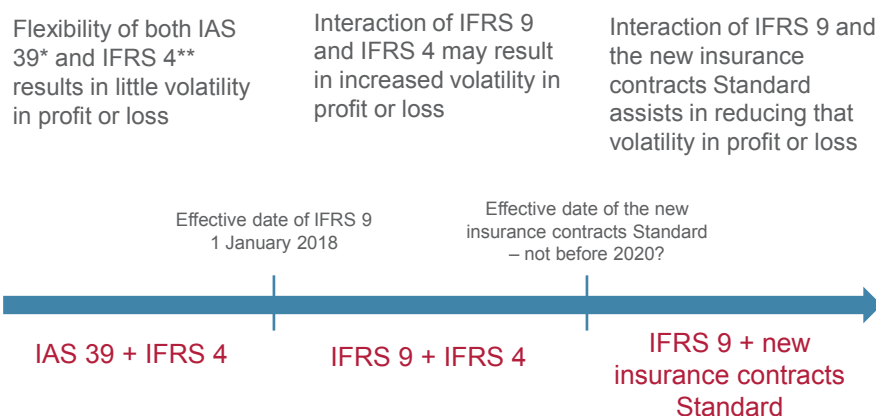 Flexibility of both IAS
39* and IFRS 4**
results in little volatility
in profit or loss
Interaction of IFRS 9
and IFRS 4 may result
in increased volatility in
profit or loss
Interaction of IFRS 9 and
the new insurance
contracts Standard
assists in reducing that
volatility in profit or loss
Effective date of IFRS 9
1 January 2018
Effective date of the new
insurance contracts Standard
– not before 2020?
IAS 39 + IFRS 4
IFRS 9 + IFRS 4
IFRS 9 + new
insurance contracts
Standard